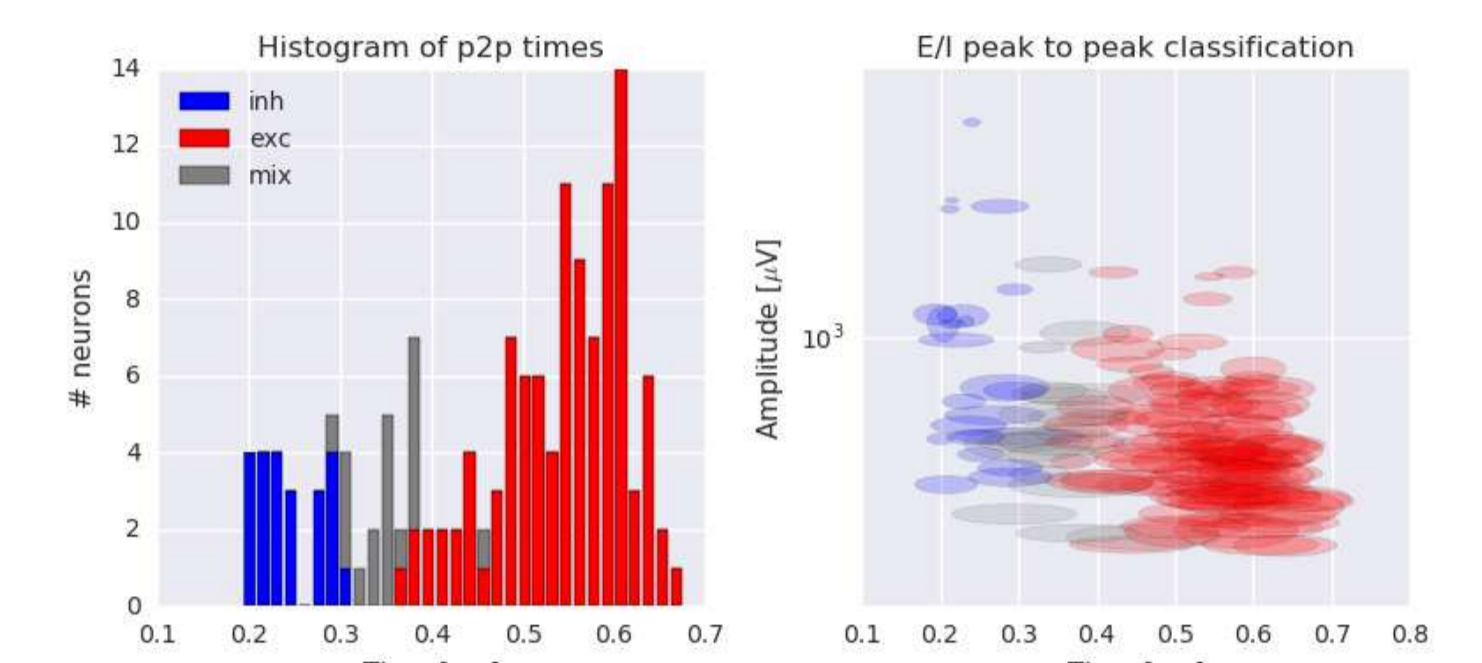 Histogram of p2p times
14
12
10
8
6
4
2
0
# neurons
inh
exc
mix
0.1 0.2 0.3 0.4 0.5 0.6 0.7
E/I peak to peak classification
Amplitude [μV]
10³
0.1 0.2 0.3 0.4 0.5 0.6 0.7 0.8